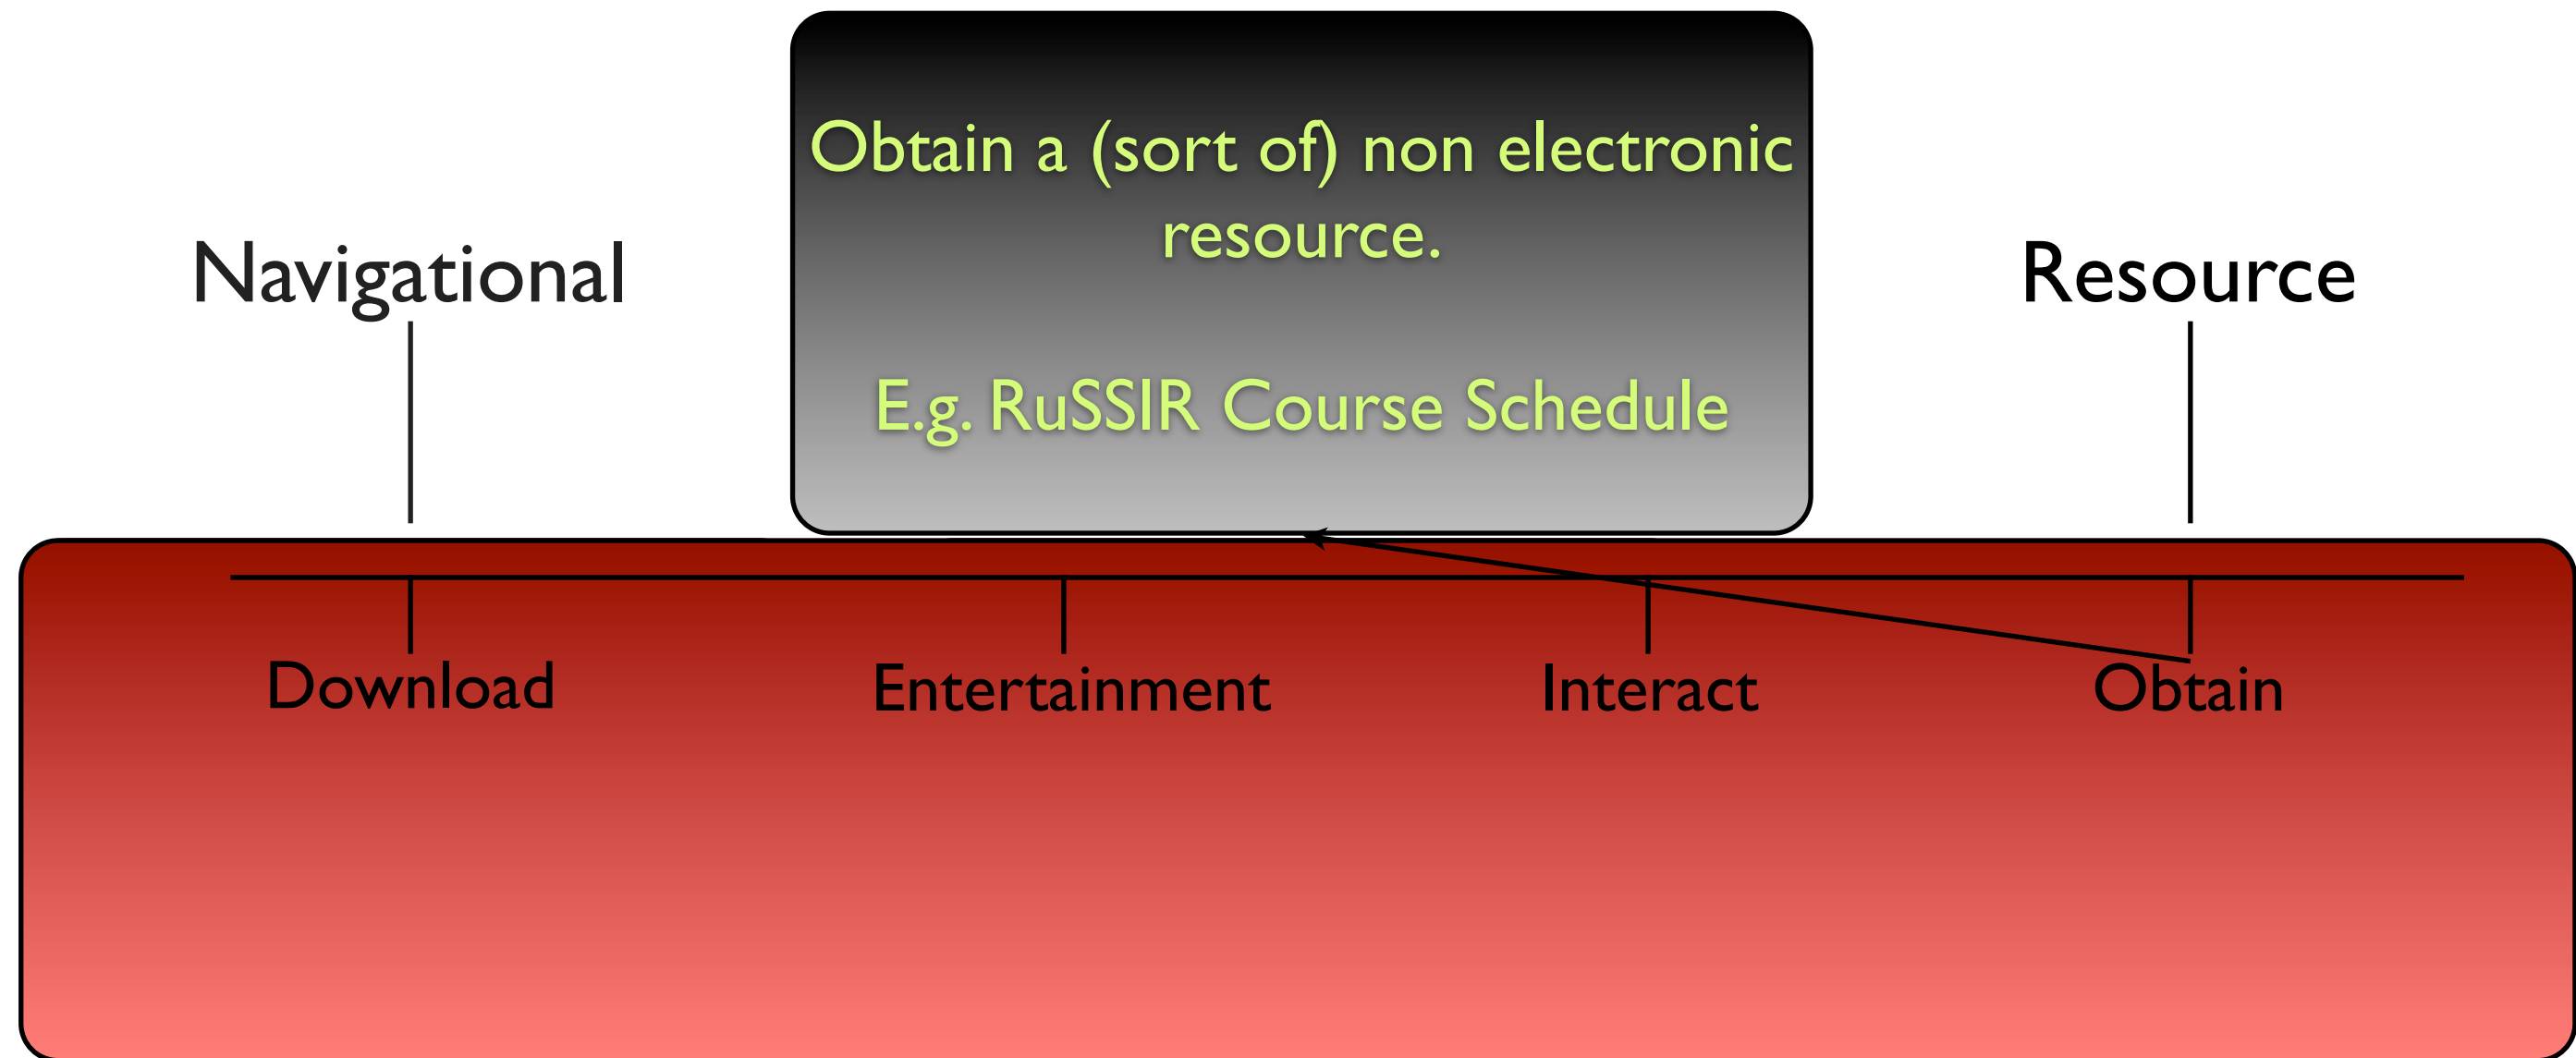 Obtain a (sort of) non electronic
resource.
E.g. RuSSIR Course Schedule
Navigational
Resource
Download
Entertainment
Interact
Obtain